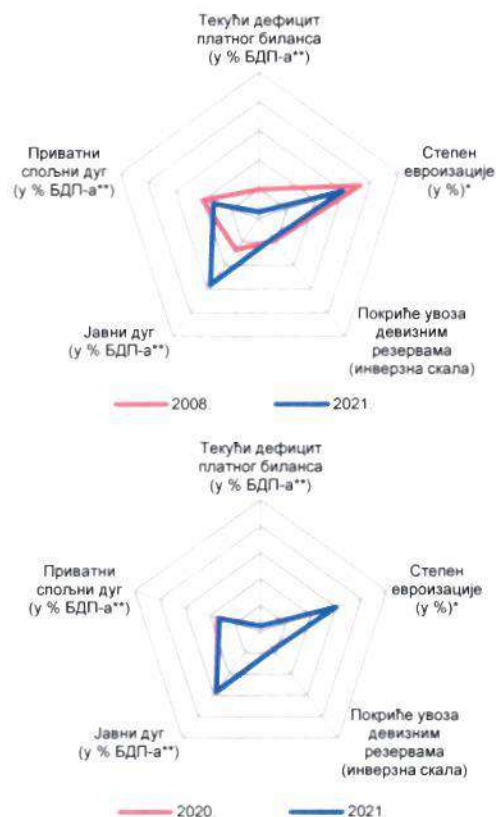 Текући дефицит
платног биланса
(у % БДП-а**)
Приватни
спољни дуг
(у % БДП-а**)
Степен
евроизације
(у %)*
Јавни дуг
(у % БДП-а**)
Покриће увоза
девизним
резервама
(инверзна скала)
2008
2021
Текући дефицит
платног биланса
(у % БДП-а**)
Приватни
спољни дуг
(у % БДП-а**)
Степен
евроизације
(у %)*
Јавни дуг
(у % БДП-а**)
Покриће увоза
девизним
резервама
(инверзна скала)
2020
2021